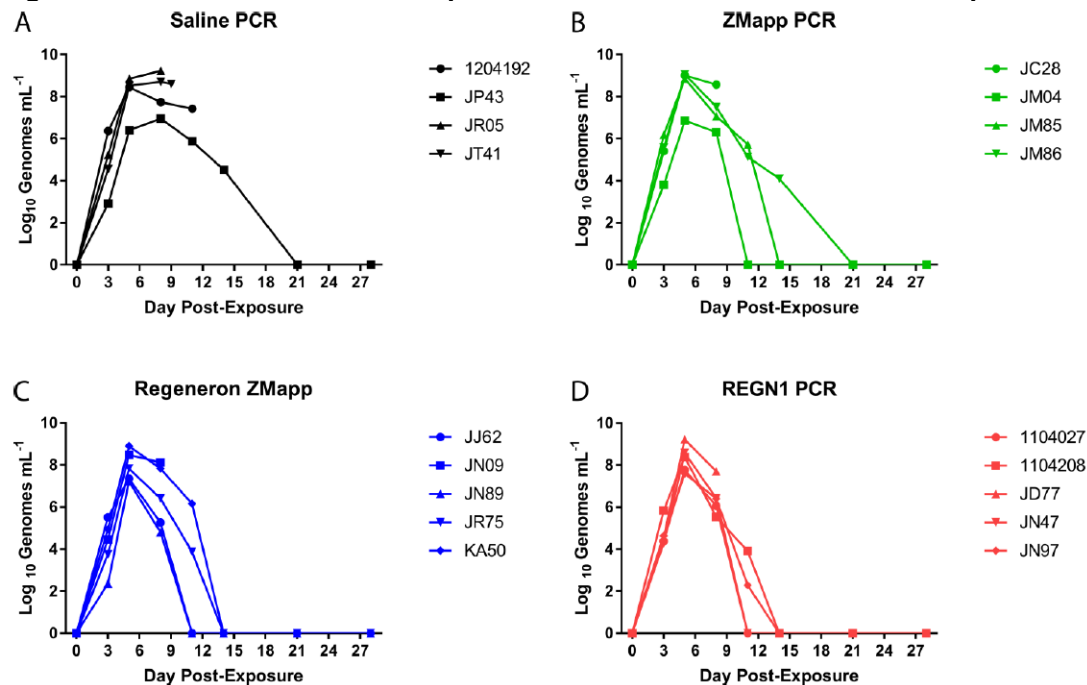 A
Saline PCR
Log10 Genomes mL-1
10
8
6
4
2
0
0 3 6 9 12 15 18 21 24 27
Day Post-Exposure
1204192
JP43
JR05
JT41
B
ZMapp PCR
Log 10 Genomes mL-1
10
8
6
4
2
0
0 3 6 9 12 15 18 21 24 27
Day Post-Exposure
JC28
JM04
JM85
JM86
C
Regeneron ZMapp
Log 10 Genomes mL-1
10
8
6
4
2
0
0 3 6 9 12 15 18 21 24 27
Day Post-Exposure
JJ62
JN09
JN89
JR75
KA50
D
REGN1 PCR
Log 10 Genomes mL-1
10
8
6
4
2
0
0 3 6 9 12 15 18 21 24 27
Day Post-Exposure
1104027
1104208
JD77
JN47
JN97